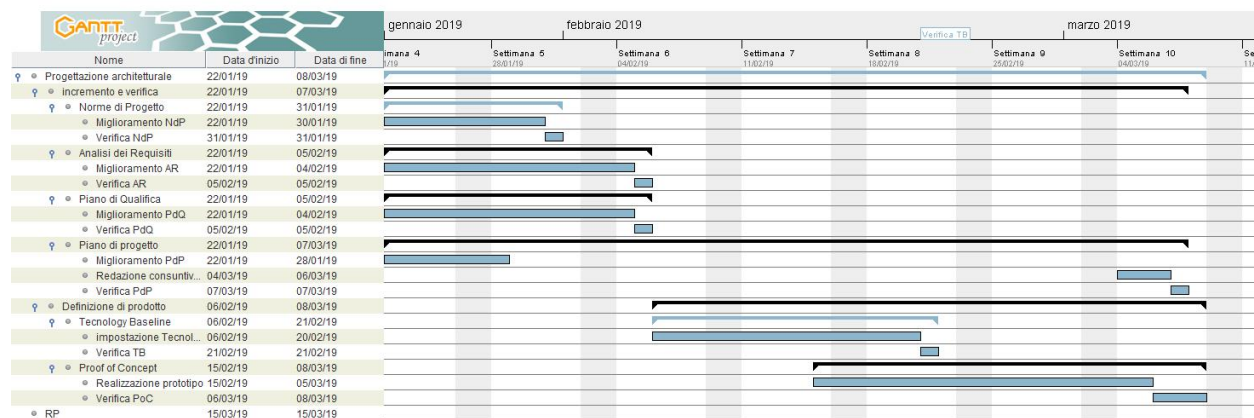 GANTT project
gennaio 2019
febbraio 2019
Verifica TB
marzo 2019
Nome Data d'inizio Data di fine
imana 4 Settimana 5 Settimana 6 Settimana 7 Settimana 8 Settimana 9 Settimana 10 Se
1/19 28/01/19 04/02/19 11/02/19 18/02/19 25/02/19 04/03/19 11/
Progettazione architetturale 22/01/19 08/03/19
incremento e verifica 22/01/19 07/03/19
Norme di Progetto 22/01/19 31/01/19
Miglioramento NdP 22/01/19 30/01/19
Verifica NdP 31/01/19 31/01/19
Analisi dei Requisiti 22/01/19 05/02/19
Miglioramento AR 22/01/19 04/02/19
Verifica AR 05/02/19 05/02/19
Piano di Qualifica 22/01/19 05/02/19
Miglioramento PdQ 22/01/19 04/02/19
Verifica PdQ 05/02/19 05/02/19
Piano di progetto 22/01/19 07/03/19
Miglioramento PdP 22/01/19 28/01/19
Redazione consuntiv... 04/03/19 06/03/19
Verifica PdP 07/03/19 07/03/19
Definizione di prodotto 06/02/19 08/03/19
Tecnology Baseline 06/02/19 21/02/19
impostazione Tecnol... 06/02/19 20/02/19
Verifica TB 21/02/19 21/02/19
Proof of Concept 15/02/19 08/03/19
Realizzazione prototipo 15/02/19 05/03/19
Verifica PoC 06/03/19 08/03/19
RP 15/03/19 15/03/19